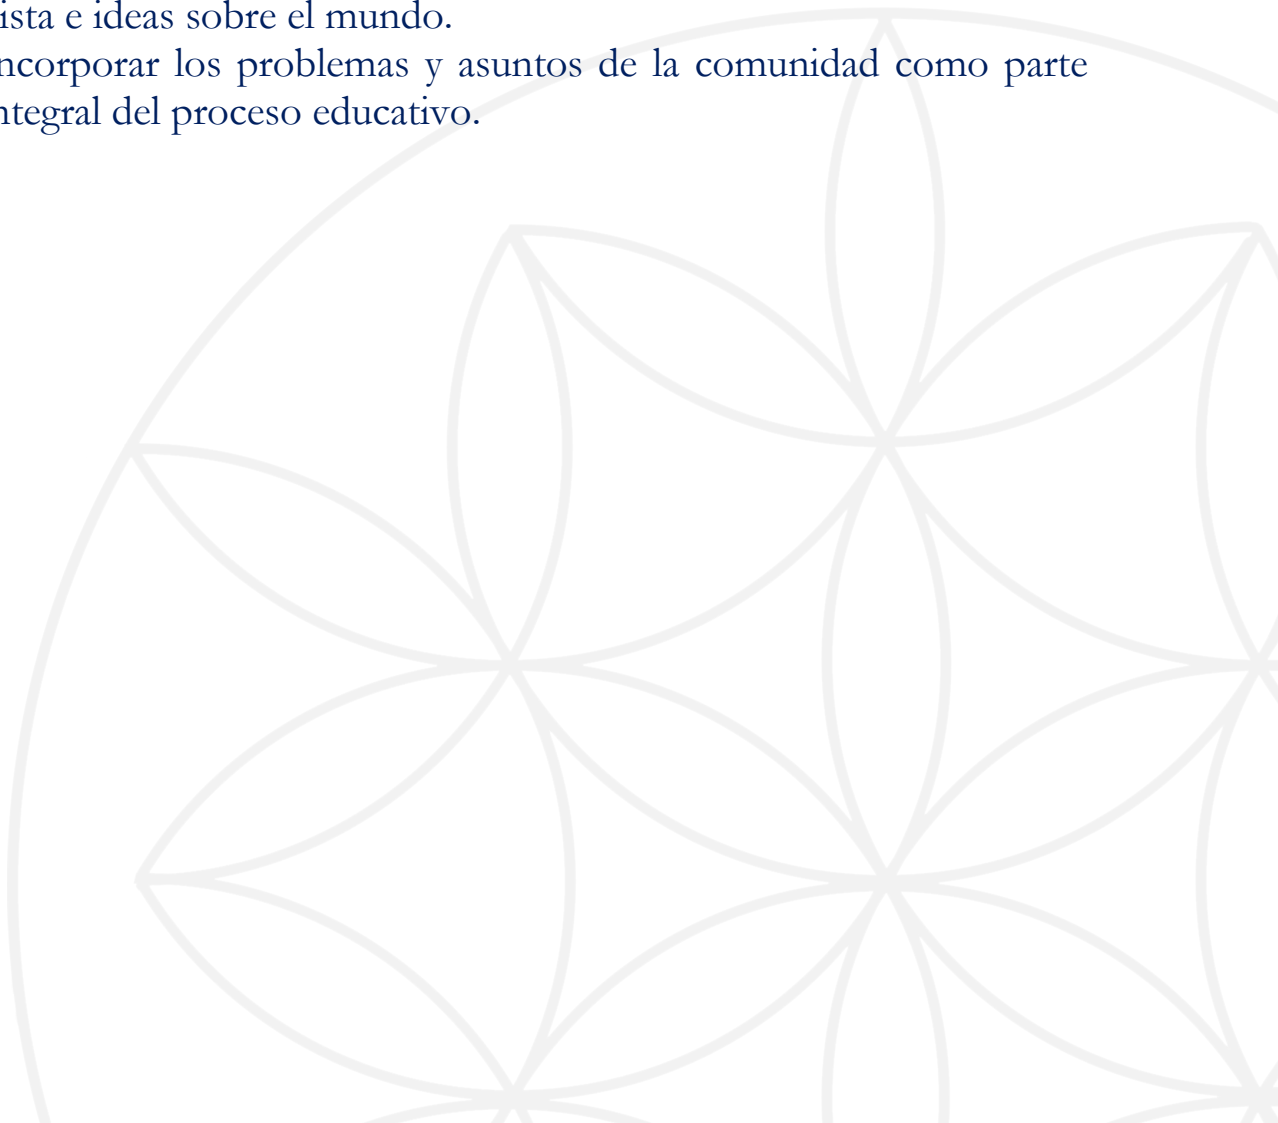 ista e ideas sobre el mundo.
ncorporar los problemas y asuntos de la comunidad como parte
ntegral del proceso educativo.